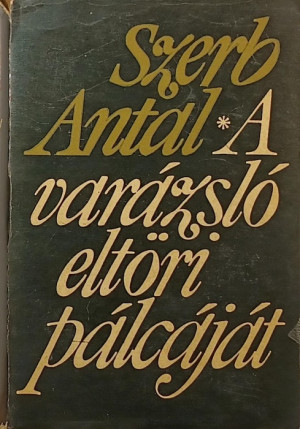 Szerb
Antal * A
varázsló
eltöri
pálcáját